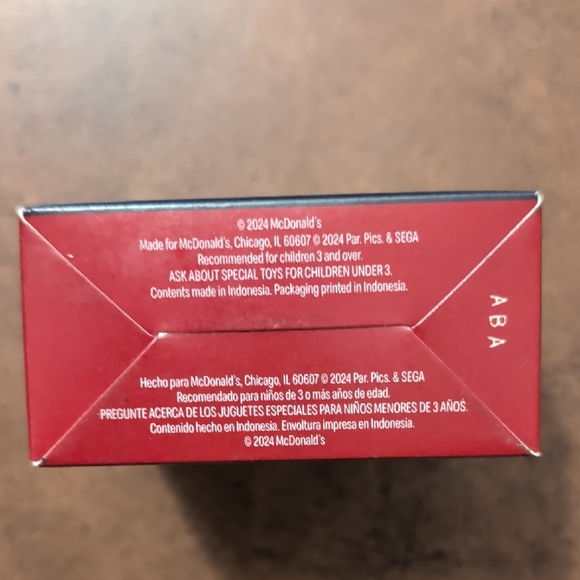 © 2024 McDonald's
Made for McDonald's, Chicago, IL 60607 © 2024 Par. Pics. & SEGA
Recommended for children 3 and over.
ASK ABOUT SPECIAL TOYS FOR CHILDREN UNDER 3.
Contents made in Indonesia. Packaging printed in Indonesia.
ABA
Hecho para McDonald's, Chicago, IL 60607 © 2024 Par. Pics. & SEGA
Recomendado para niños de 3 o más años de edad.
PREGUNTE ACERCA DE LOS JUGUETES ESPECIALES PARA NIÑOS MENORES DE 3 AÑOS.
Contenido hecho en Indonesia. Envoltura impresa en Indonesia.
© 2024 McDonald's